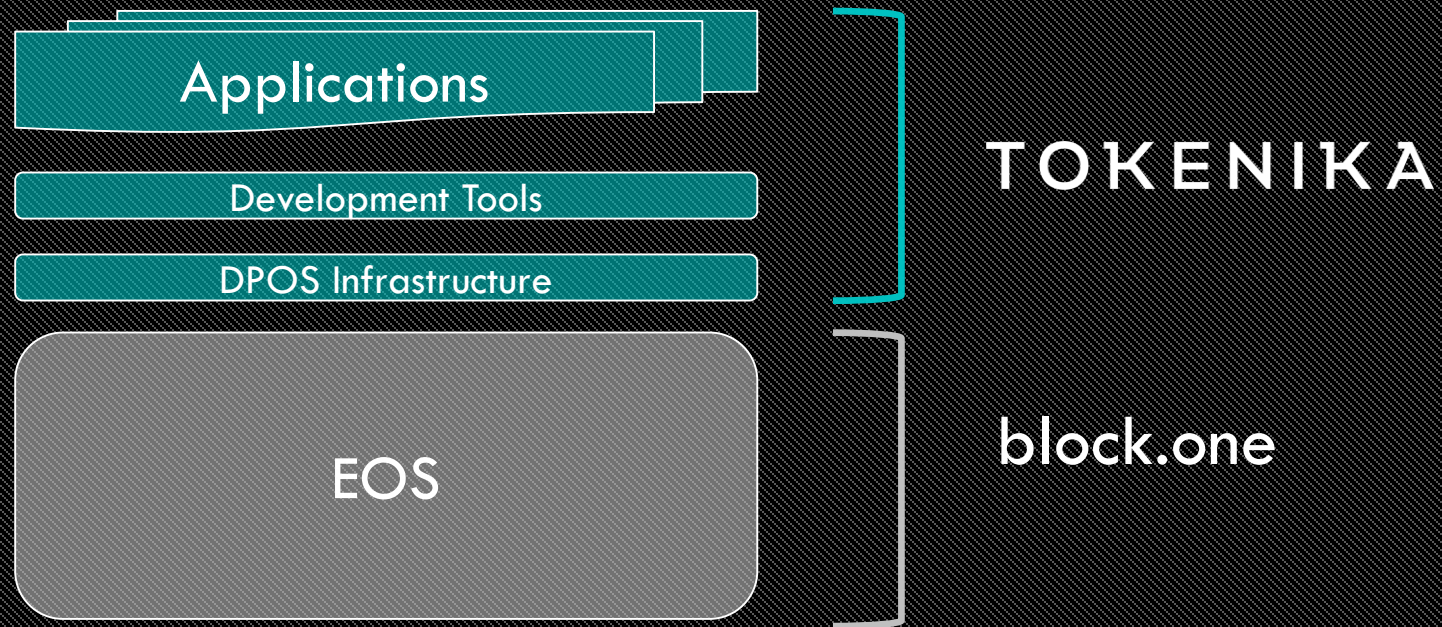 Applications
Development Tools
DPOS Infrastructure
TOKENIKA
EOS
block.one